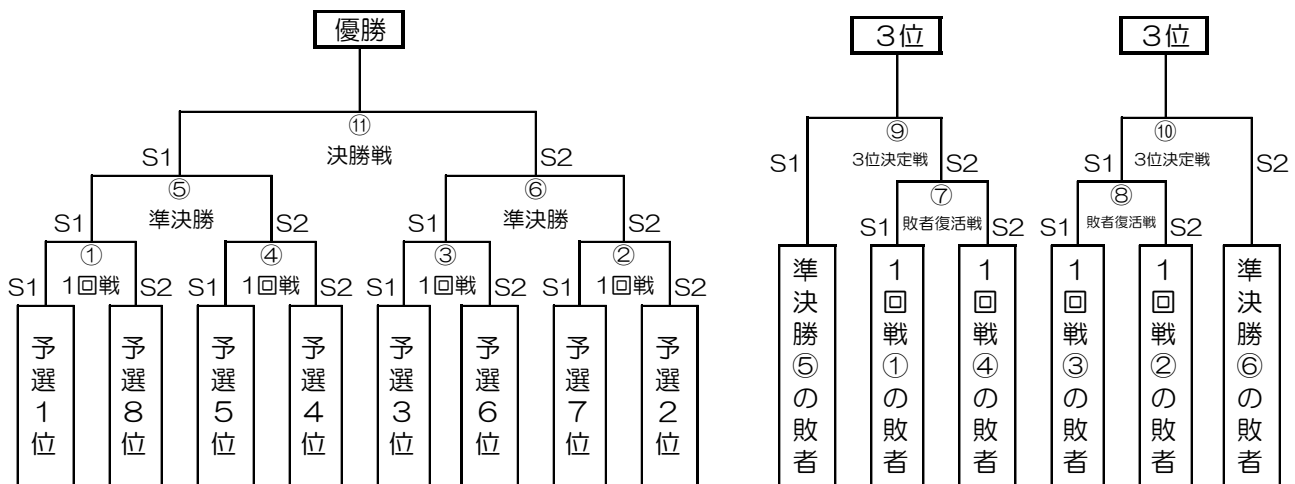 優勝
3位
3位
⑪
決勝戦
S1
S2
⑨
3位決定戦
S1
S2
⑩
3位決定戦
S1
S2
⑤
準決勝
S1
S2
⑥
準決勝
S1
S2
⑦
敗者復活戦
S1
S2
⑧
敗者復活戦
S1
S2
①
1回戦
S1
S2
④
1回戦
S1
S2
③
1回戦
S1
S2
②
1回戦
S1
S2
予選1位
予選8位
予選5位
予選4位
予選3位
予選6位
予選7位
予選2位
準決勝⑤の敗者
1回戦①の敗者
1回戦④の敗者
1回戦③の敗者
1回戦②の敗者
準決勝⑥の敗者